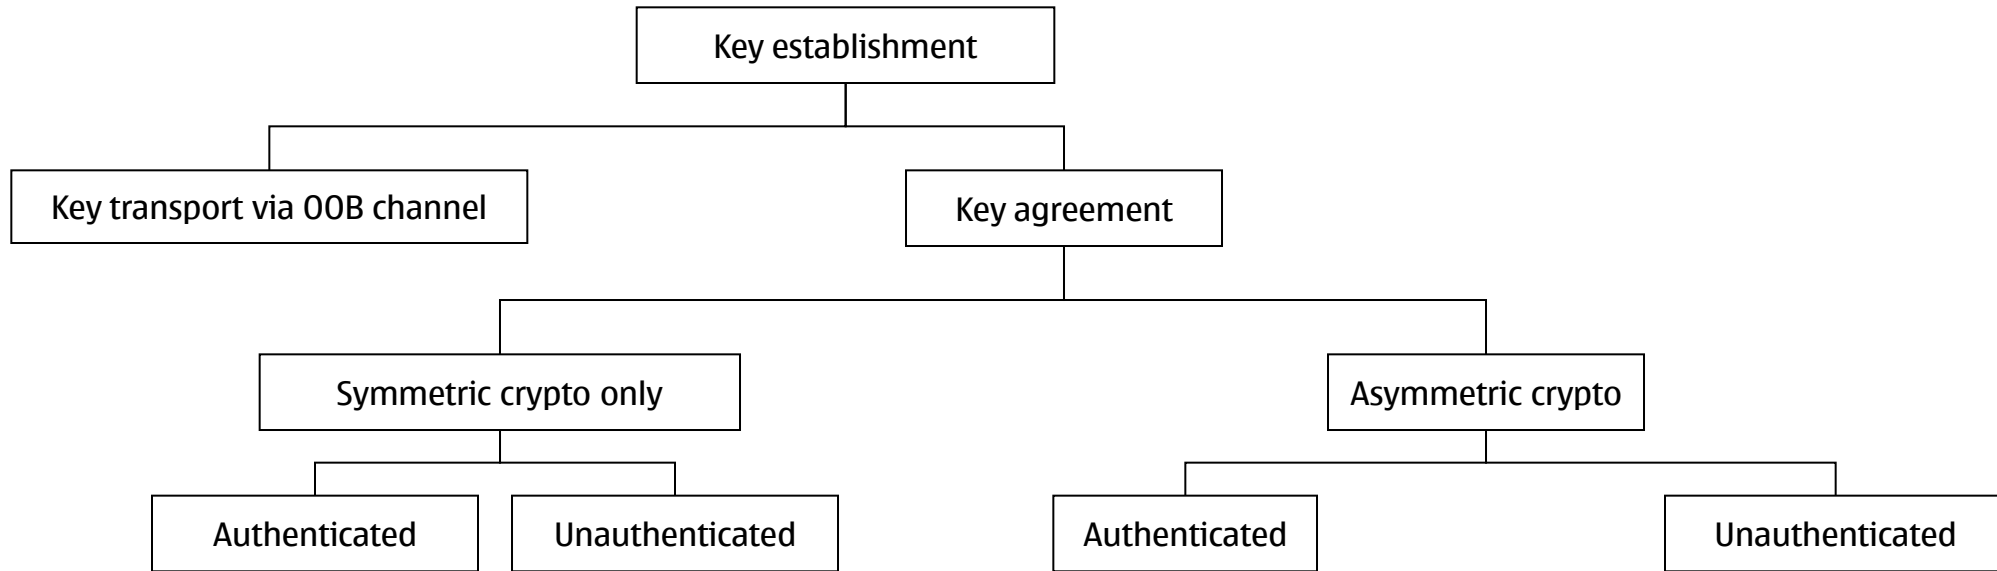 Key establishment
Key transport via OOB channel
Key agreement
Symmetric crypto only
Asymmetric crypto
Authenticated
Unauthenticated
Authenticated
Unauthenticated